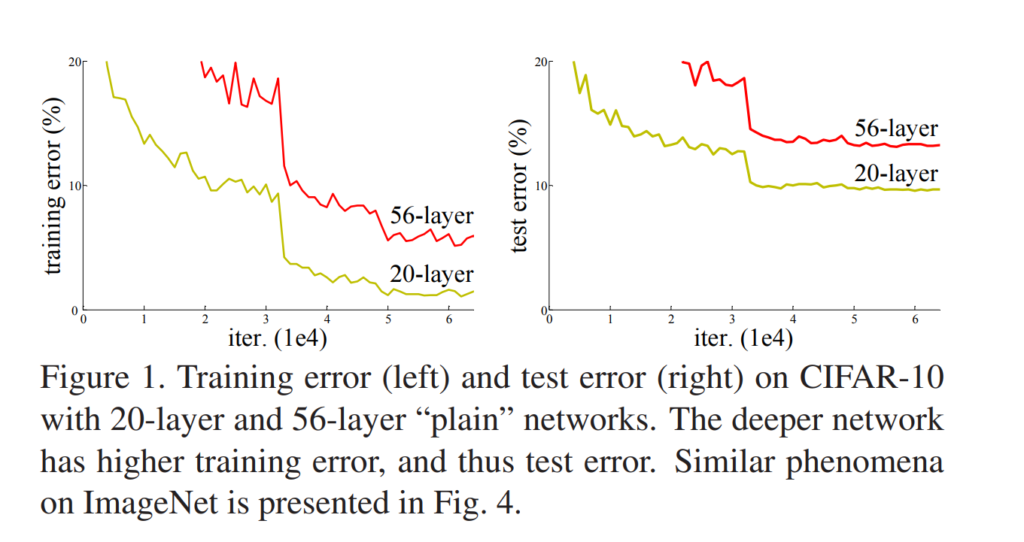 training error (%)
20
10
0
0 1 2 3 4 5 6
iter. (1e4)
56-layer
20-layer
test error (%)
20
10
0
0 1 2 3 4 5 6
iter. (1e4)
56-layer
20-layer
Figure 1. Training error (left) and test error (right) on CIFAR-10
with 20-layer and 56-layer “plain” networks. The deeper network
has higher training error, and thus test error. Similar phenomena
on ImageNet is presented in Fig. 4.